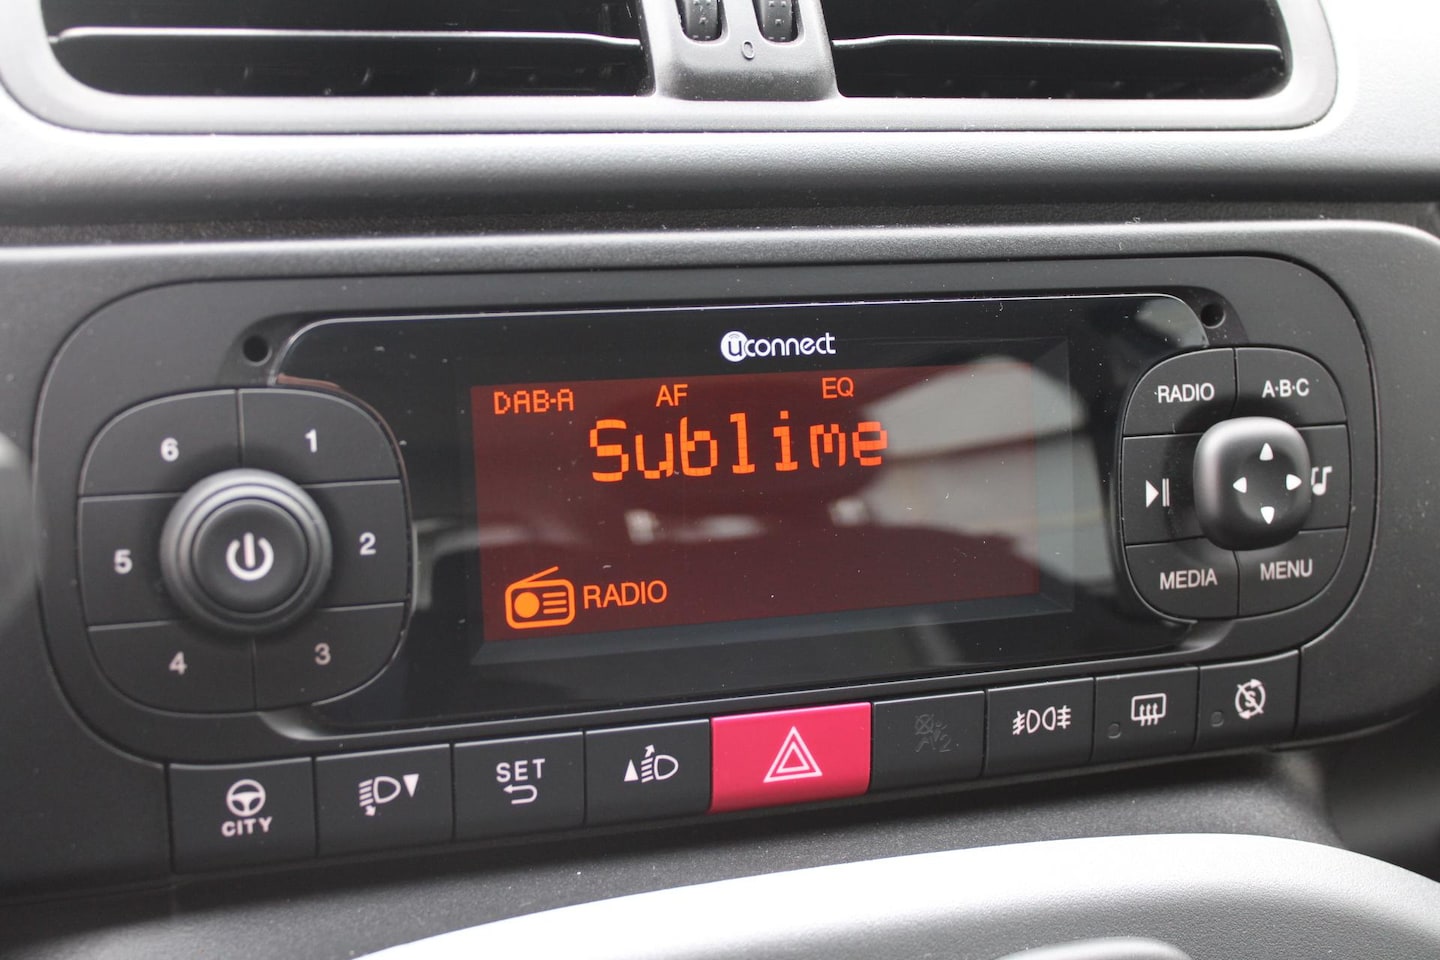 uconnect
DAB-A AF EQ
Sublime
RADIO
6 1
5 2
4 3
RADIO A·B·C
MEDIA MENU
CITY
SET